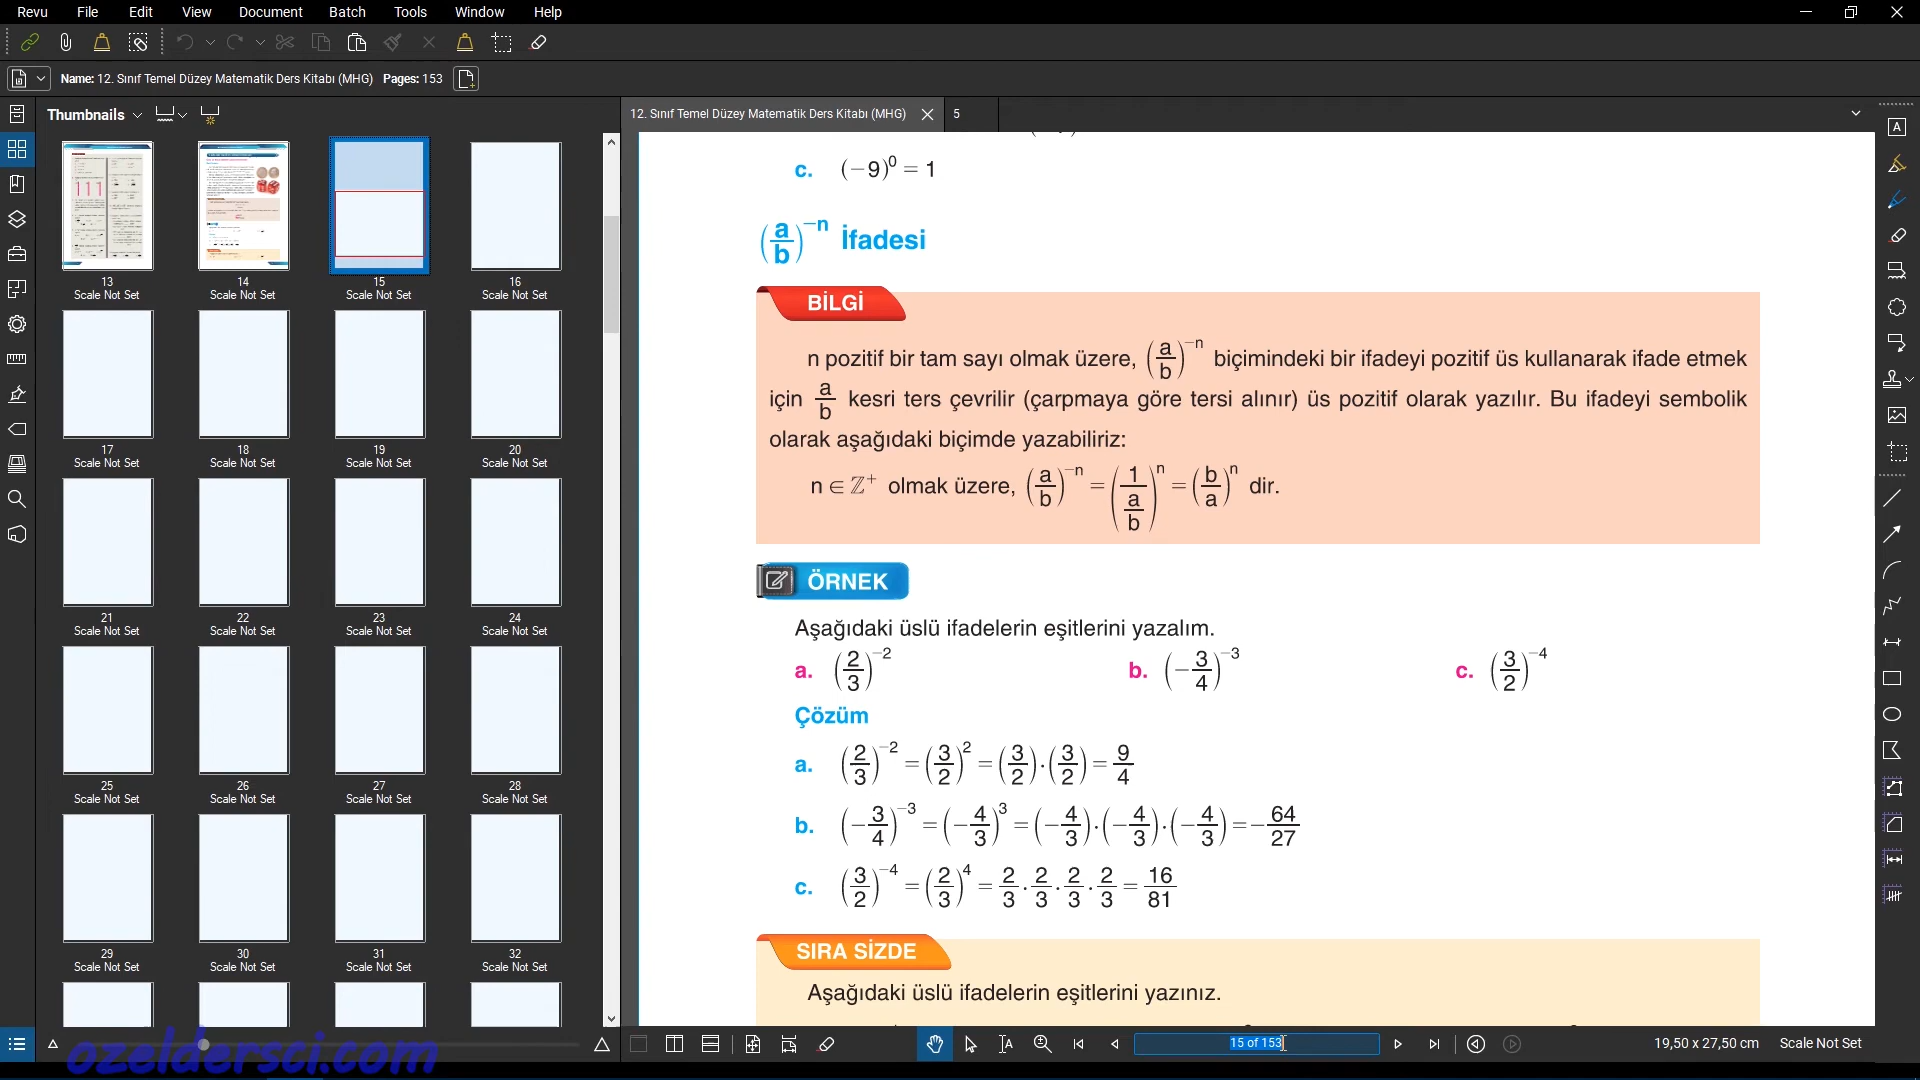 Revu File Edit View Document Batch Tools Window Help
Name: 12. Sınıf Temel Düzey Matematik Ders Kitabı (MHG) Pages: 153
Thumbnails
12. Sınıf Temel Düzey Matematik Ders Kitabı (MHG)
5
13
Scale Not Set
14
Scale Not Set
15
Scale Not Set
16
Scale Not Set
17
Scale Not Set
18
Scale Not Set
19
Scale Not Set
20
Scale Not Set
21
Scale Not Set
22
Scale Not Set
23
Scale Not Set
24
Scale Not Set
25
Scale Not Set
26
Scale Not Set
27
Scale Not Set
28
Scale Not Set
29
Scale Not Set
30
Scale Not Set
31
Scale Not Set
32
Scale Not Set
c. (−9)^0 = 1
(a/b)^−n İfadesi
BİLGİ
n pozitif bir tam sayı olmak üzere, (a/b)^−n biçimindeki bir ifadeyi pozitif üs kullanarak ifade etmek
için a/b kesri ters çevrilir (çarpmaya göre tersi alınır) üs pozitif olarak yazılır. Bu ifadeyi sembolik
olarak aşağıdaki biçimde yazabiliriz:
n ∈ ℤ^+ olmak üzere, (a/b)^−n = (1/(a/b))^n = (b/a)^n dir.
ÖRNEK
Aşağıdaki üslü ifadelerin eşitlerini yazalım.
a. (2/3)^−2 b. (−3/4)^−3 c. (3/2)^−4
Çözüm
a. (2/3)^−2 = (3/2)^2 = (3/2)·(3/2) = 9/4
b. (−3/4)^−3 = (−4/3)^3 = (−4/3)·(−4/3)·(−4/3) = −64/27
c. (3/2)^−4 = (2/3)^4 = 2/3 · 2/3 · 2/3 · 2/3 = 16/81
SIRA SİZDE
Aşağıdaki üslü ifadelerin eşitlerini yazınız.
ozeldersci.com
15 of 153
19,50 x 27,50 cm Scale Not Set